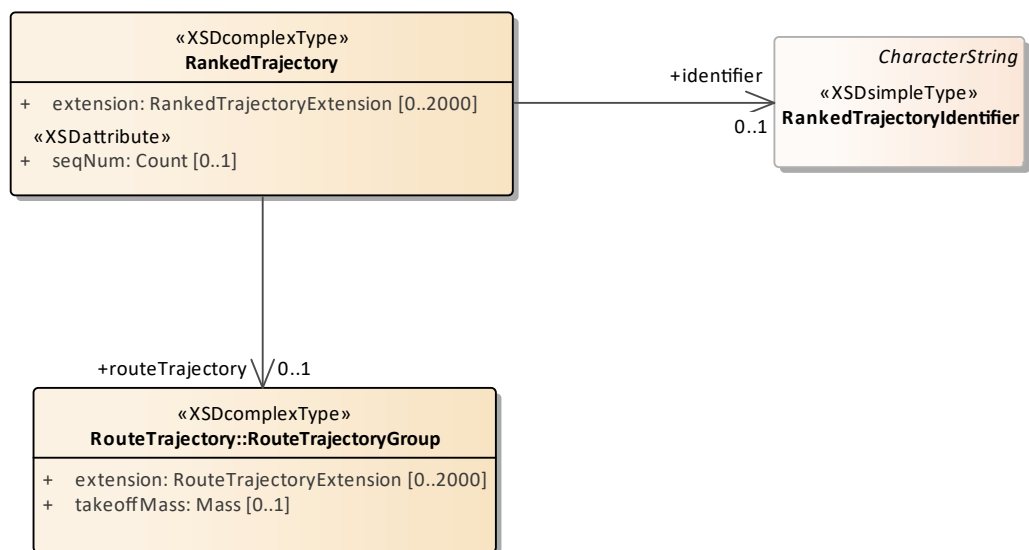 «XSDcomplexType»
RankedTrajectory
+ extension: RankedTrajectoryExtension [0..2000]
«XSDattribute»
+ seqNum: Count [0..1]
+identifier
0..1
CharacterString
«XSDsimpleType»
RankedTrajectoryIdentifier
+routeTrajectory 0..1
«XSDcomplexType»
RouteTrajectory::RouteTrajectoryGroup
+ extension: RouteTrajectoryExtension [0..2000]
+ takeoffMass: Mass [0..1]